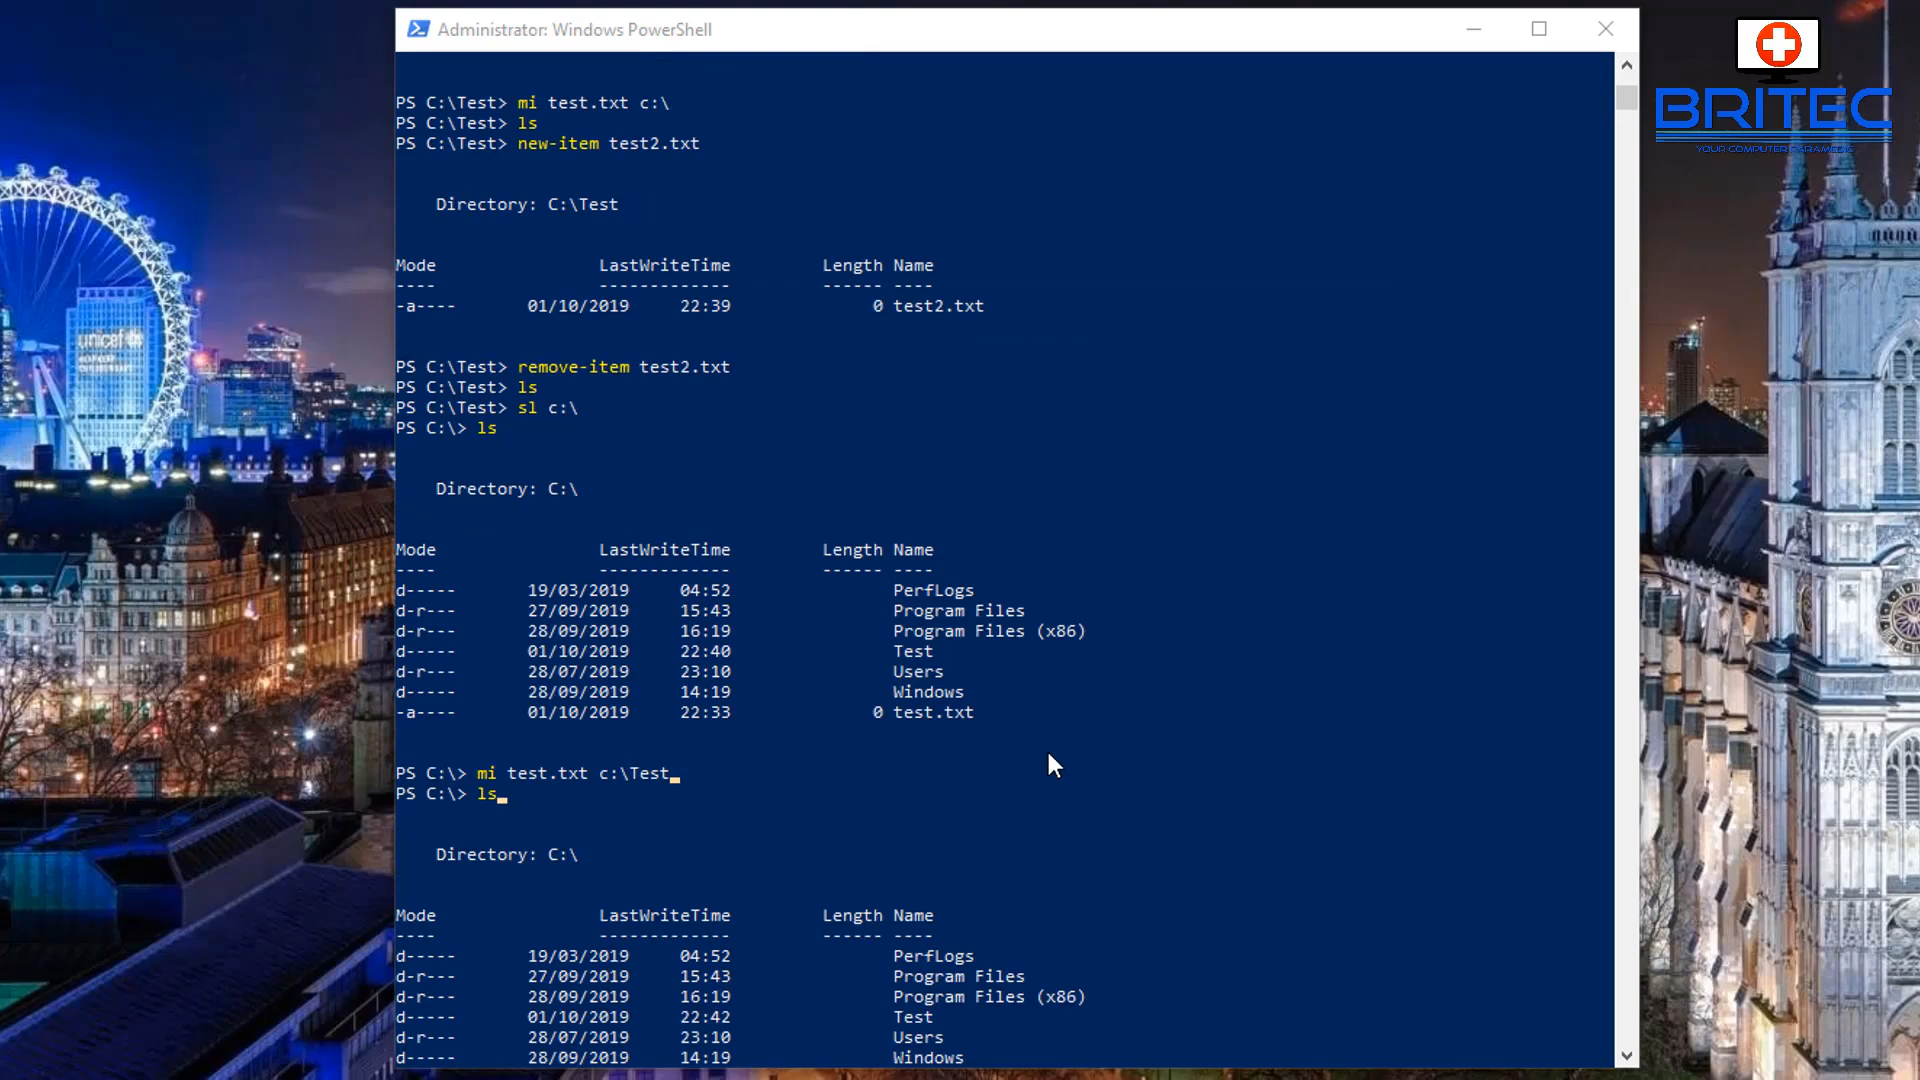 Administrator: Windows PowerShell
PS C:\Test> mi test.txt c:\
PS C:\Test> ls
PS C:\Test> new-item test2.txt
Directory: C:\Test
Mode LastWriteTime Length Name
---- ------------- ------ ----
-a---- 01/10/2019 22:39 0 test2.txt
PS C:\Test> remove-item test2.txt
PS C:\Test> ls
PS C:\Test> sl c:\
PS C:\> ls
Directory: C:\
Mode LastWriteTime Length Name
---- ------------- ------ ----
d----- 19/03/2019 04:52 PerfLogs
d-r--- 27/09/2019 15:43 Program Files
d-r--- 28/09/2019 16:19 Program Files (x86)
d----- 01/10/2019 22:40 Test
d-r--- 28/07/2019 23:10 Users
d----- 28/09/2019 14:19 Windows
-a---- 01/10/2019 22:33 0 test.txt
PS C:\> mi test.txt c:\Test
PS C:\> ls
Directory: C:\
Mode LastWriteTime Length Name
---- ------------- ------ ----
d----- 19/03/2019 04:52 PerfLogs
d-r--- 27/09/2019 15:43 Program Files
d-r--- 28/09/2019 16:19 Program Files (x86)
d----- 01/10/2019 22:42 Test
d-r--- 28/07/2019 23:10 Users
d----- 28/09/2019 14:19 Windows
BRITEC
YOUR COMPUTER PARAMEDIC
unicef